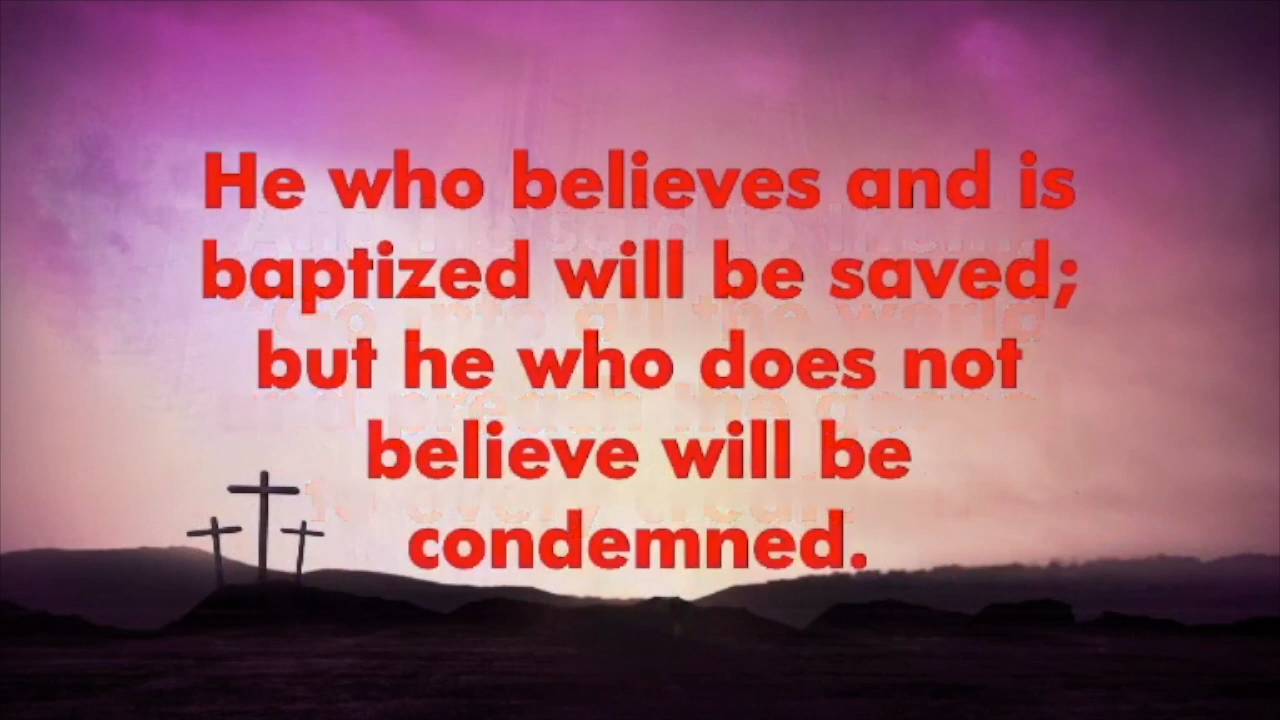 He who believes and is
baptized will be saved;
but he who does not
believe will be
condemned.